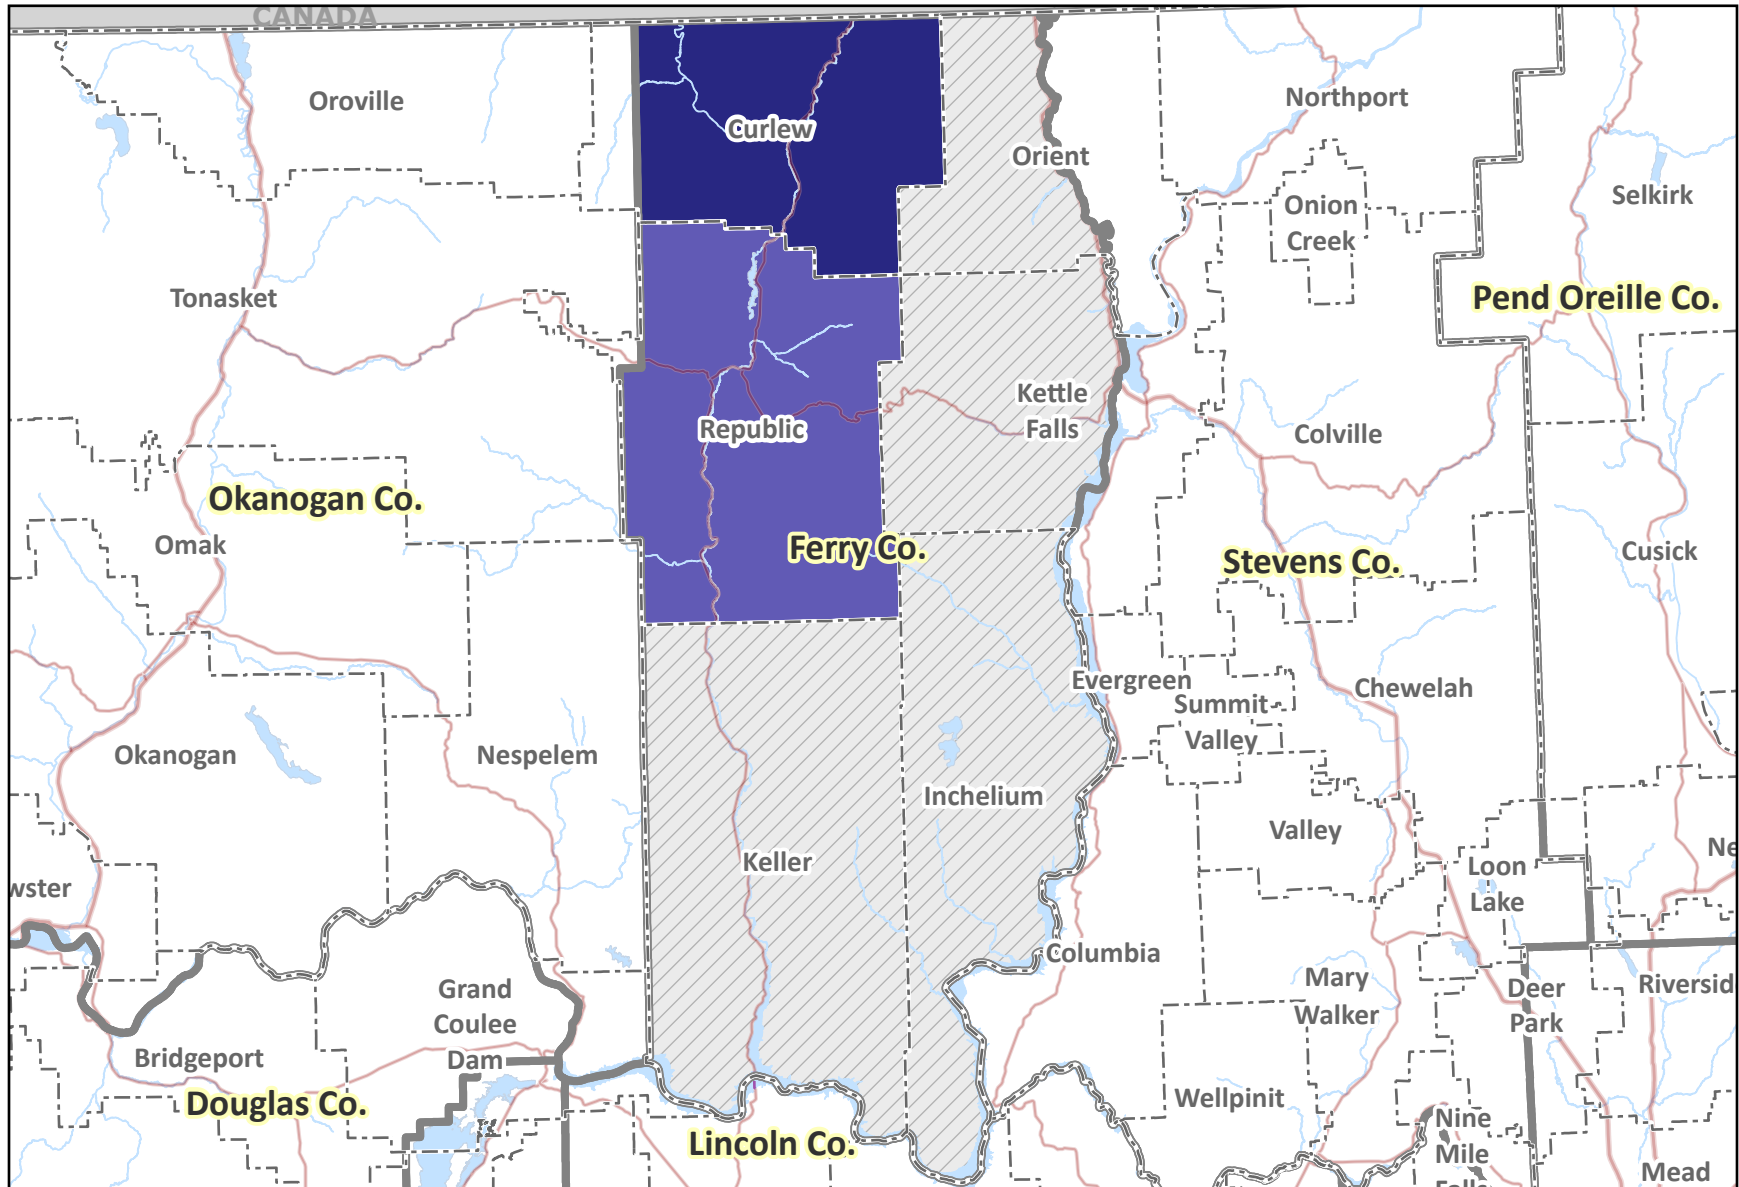 CANADA
Oroville
Curlew
Northport
Orient
Onion
Creek
Selkirk
Tonasket
Pend Oreille Co.
Kettle
Falls
Republic
Colville
Okanogan Co.
Omak
Ferry Co.
Stevens Co.
Cusick
Evergreen
Summit
Valley
Chewelah
Okanogan
Nespelem
Inchelium
Valley
Keller
Loon
Lake
Ne
wster
Columbia
Grand
Coulee
Dam
Mary
Walker
Deer
Park
Riversid
Bridgeport
Douglas Co.
Wellpinit
Lincoln Co.
Nine
Mile
Falls
Mead